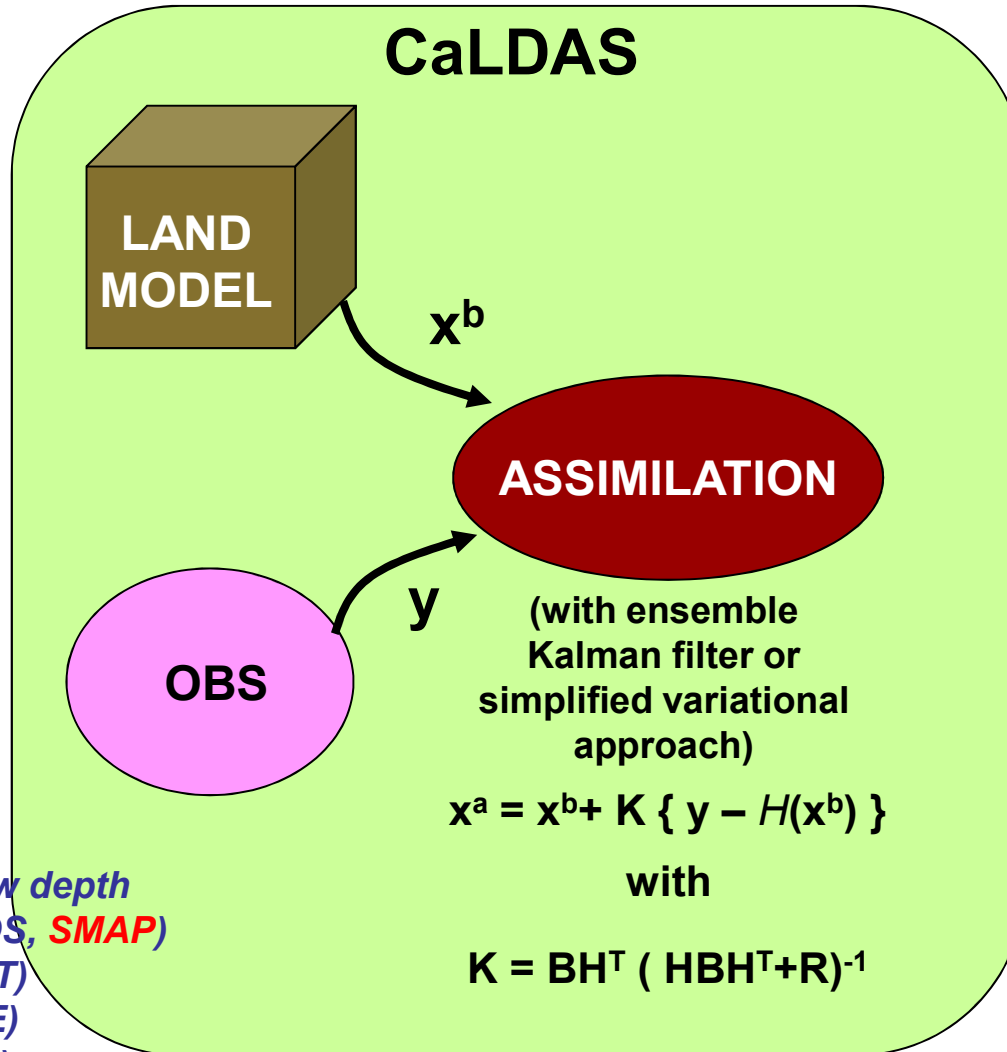 CaLDAS
LAND
MODEL
xᵇ
ASSIMILATION
y
OBS
(with ensemble
Kalman filter or
simplified variational
approach)
xᵃ = xᵇ+ K { y – H(xᵇ) }
with
K = BHᵀ ( HBHᵀ+R)⁻¹
depth
SMAP)